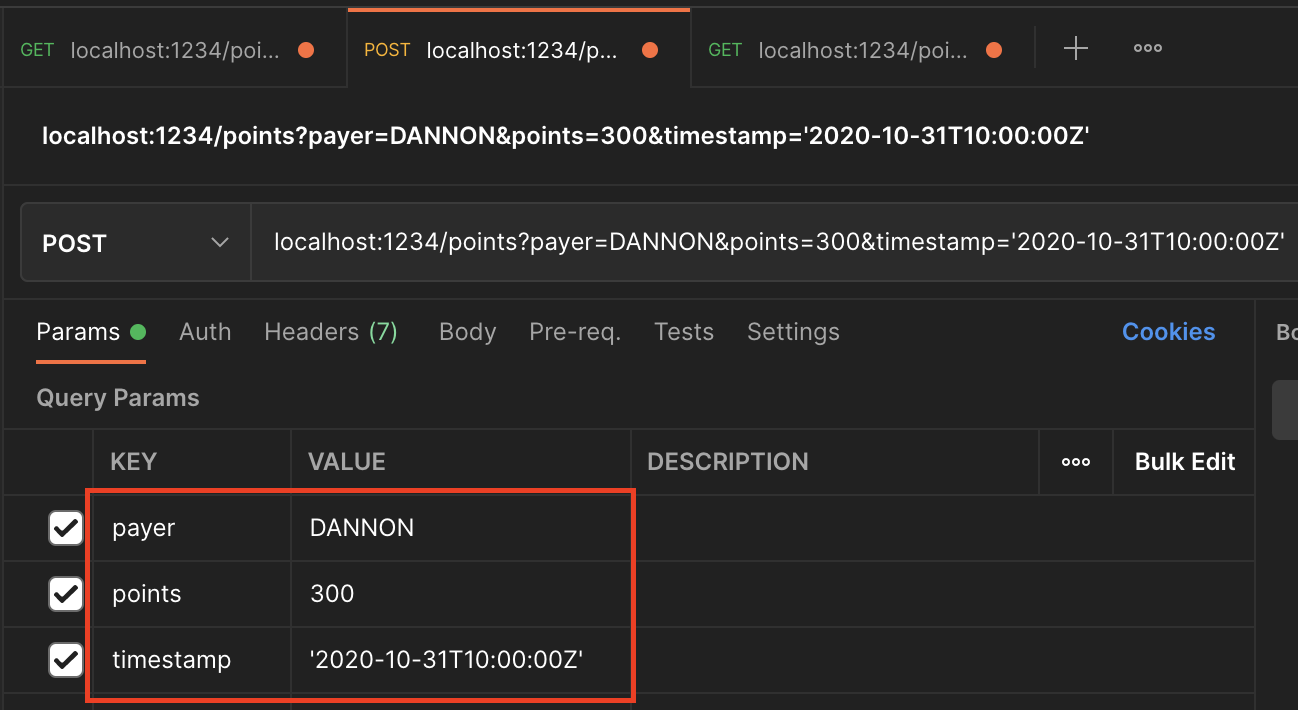 GET localhost:1234/poi... POST localhost:1234/p... GET localhost:1234/poi...
localhost:1234/points?payer=DANNON&points=300&timestamp='2020-10-31T10:00:00Z'
POST localhost:1234/points?payer=DANNON&points=300&timestamp='2020-10-31T10:00:00Z'
Params Auth Headers (7) Body Pre-req. Tests Settings Cookies
Query Params
KEY VALUE DESCRIPTION Bulk Edit
payer DANNON
points 300
timestamp '2020-10-31T10:00:00Z'